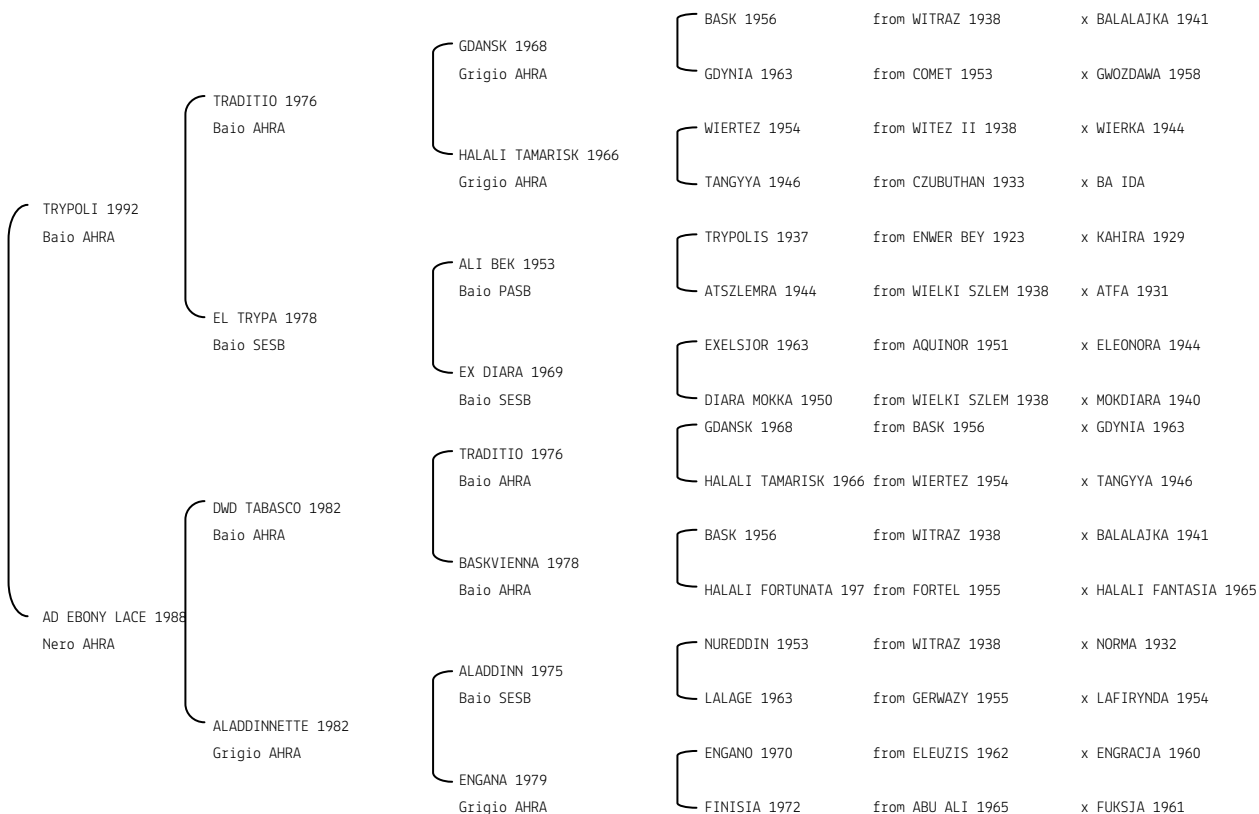 BASK 1956 from WITRAZ 1938 x BALALAJKA 1941
GDANSK 1968
Grigio AHRA
GDYNIA 1963 from COMET 1953 x GWOZDAWA 1958
TRADITIO 1976
Baio AHRA
WIERTEZ 1954 from WITEZ II 1938 x WIERKA 1944
HALALI TAMARISK 1966
Grigio AHRA
TANGYYA 1946 from CZUBUTHAN 1933 x BA IDA
TRYPOLI 1992
Baio AHRA
TRYPOLIS 1937 from ENWER BEY 1923 x KAHIRA 1929
ALI BEK 1953
Baio PASB
ATSZLEMRA 1944 from WIELKI SZLEM 1938 x ATFA 1931
EL TRYPA 1978
Baio SESB
EXELSJOR 1963 from AQUINOR 1951 x ELEONORA 1944
EX DIARA 1969
Baio SESB
DIARA MOKKA 1950 from WIELKI SZLEM 1938 x MOKDIARA 1940
GDANSK 1968 from BASK 1956 x GDYNIA 1963
TRADITIO 1976
Baio AHRA
HALALI TAMARISK 1966 from WIERTEZ 1954 x TANGYYA 1946
DWD TABASCO 1982
Baio AHRA
BASK 1956 from WITRAZ 1938 x BALALAJKA 1941
BASKVIENNA 1978
Baio AHRA
HALALI FORTUNATA 197 from FORTEL 1955 x HALALI FANTASIA 1965
AD EBONY LACE 1988
Nero AHRA
NUREDDIN 1953 from WITRAZ 1938 x NORMA 1932
ALADDINN 1975
Baio SESB
LALAGE 1963 from GERWAZY 1955 x LAFIRYNDA 1954
ALADDINNETTE 1982
Grigio AHRA
ENGANO 1970 from ELEUZIS 1962 x ENGRACJA 1960
ENGANA 1979
Grigio AHRA
FINISIA 1972 from ABU ALI 1965 x FUKSJA 1961